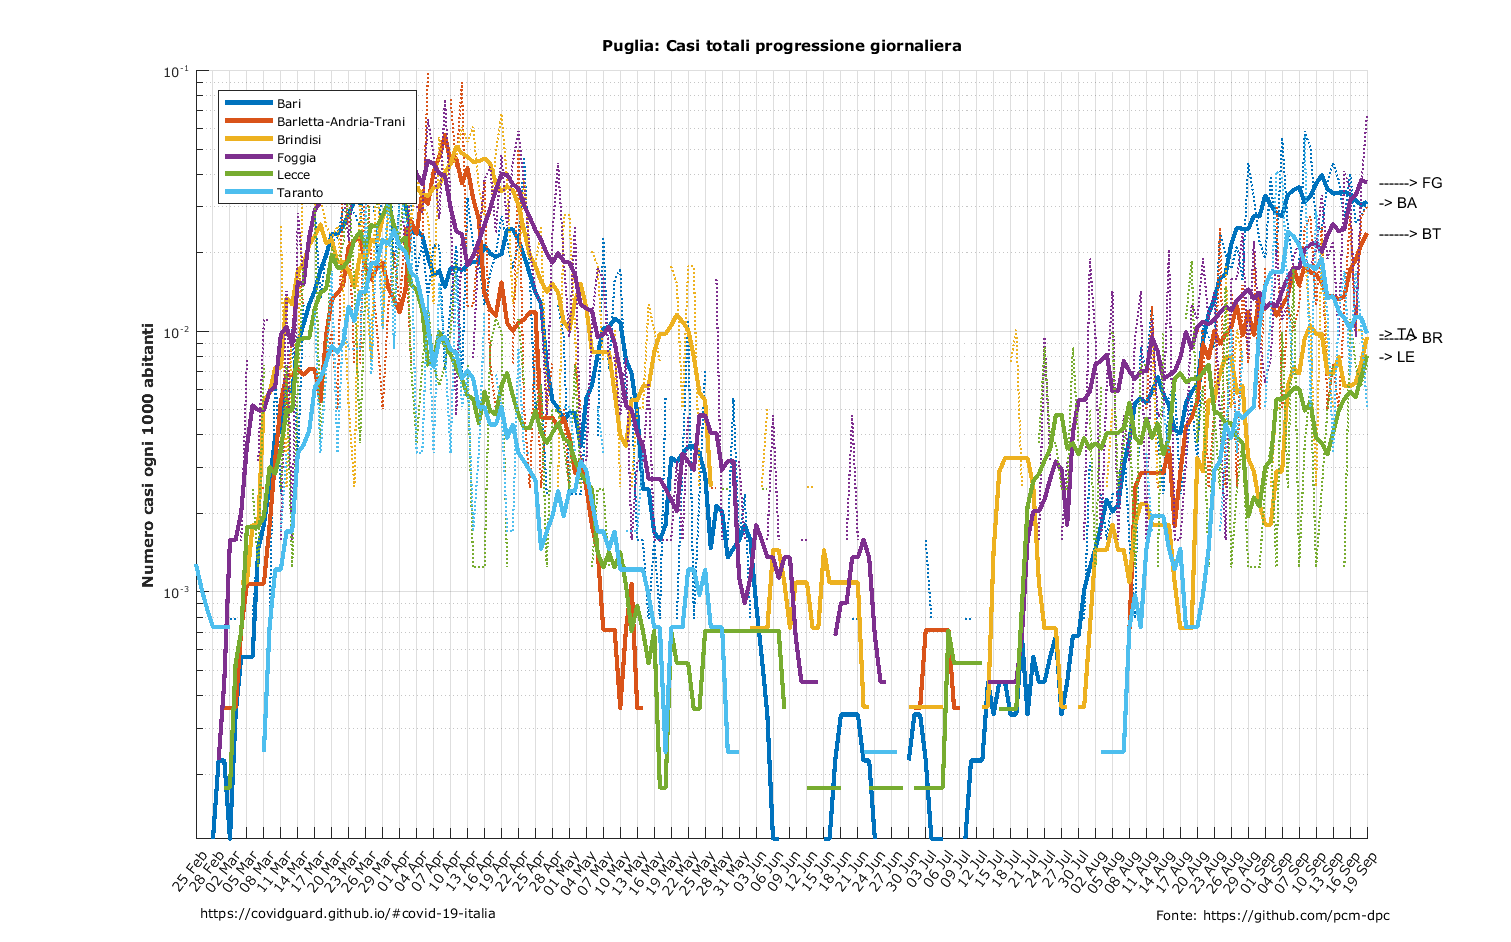 Puglia: Casi totali progressione giornaliera
Numero casi ogni 1000 abitanti
10-1
10-2
10-3
Bari
Barletta-Andria-Trani
Brindisi
Foggia
Lecce
Taranto
------> FG
-> BA
------> BT
-> TA
------> BR
-> LE
25 Feb
28 Feb
02 Mar
05 Mar
08 Mar
11 Mar
14 Mar
17 Mar
20 Mar
23 Mar
26 Mar
29 Mar
01 Apr
04 Apr
07 Apr
10 Apr
13 Apr
16 Apr
19 Apr
22 Apr
25 Apr
28 Apr
01 May
04 May
07 May
10 May
13 May
16 May
19 May
22 May
25 May
28 May
31 May
03 Jun
06 Jun
09 Jun
12 Jun
15 Jun
18 Jun
21 Jun
24 Jun
27 Jun
30 Jun
03 Jul
06 Jul
09 Jul
12 Jul
15 Jul
18 Jul
21 Jul
24 Jul
27 Jul
30 Jul
02 Aug
05 Aug
08 Aug
11 Aug
14 Aug
17 Aug
20 Aug
23 Aug
26 Aug
29 Aug
01 Sep
04 Sep
07 Sep
10 Sep
13 Sep
16 Sep
19 Sep
https://covidguard.github.io/#covid-19-italia
Fonte: https://github.com/pcm-dpc